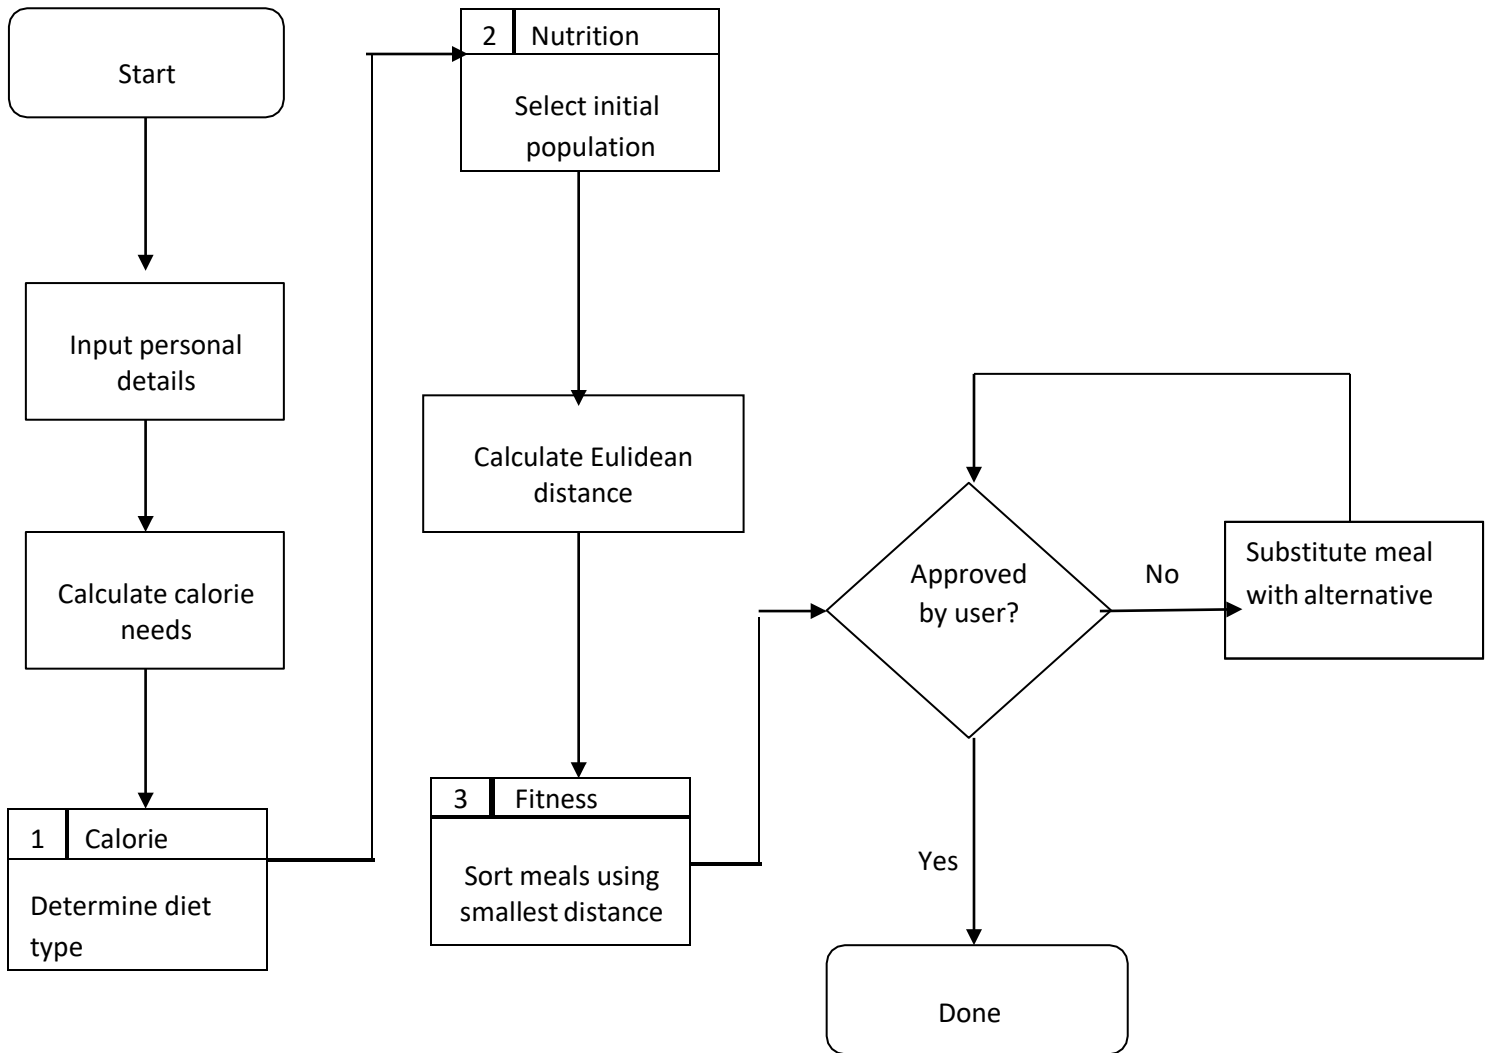 Start
Input personal
details
Calculate calorie
needs
1 Calorie
Determine diet
type
2 Nutrition
Select initial
population
Calculate Eulidean
distance
3 Fitness
Sort meals using
smallest distance
Approved
by user?
No
Substitute meal
with alternative
Yes
Done